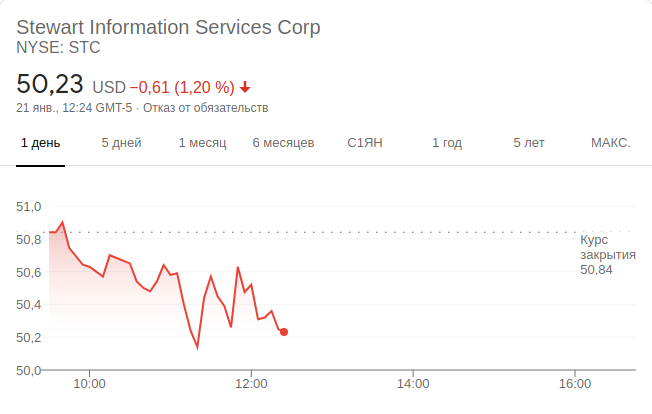 Stewart Information Services Corp
NYSE: STC
50,23 USD −0,61 (1,20 %)
21 янв., 12:24 GMT-5 · Отказ от обязательств
1 день 5 дней 1 месяц 6 месяцев С1ЯН 1 год 5 лет МАКС.
51,0
50,8
Курс
закрытия
50,84
50,6
50,4
50,2
50,0
10:00 12:00 14:00 16:00